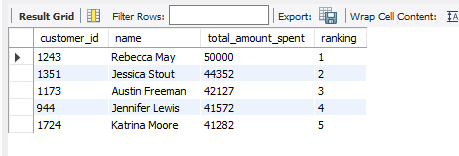 Result Grid Filter Rows: Export: Wrap Cell Content: IA
customer_id name total_amount_spent ranking
1243 Rebecca May 50000 1
1351 Jessica Stout 44352 2
1173 Austin Freeman 42127 3
944 Jennifer Lewis 41572 4
1724 Katrina Moore 41282 5